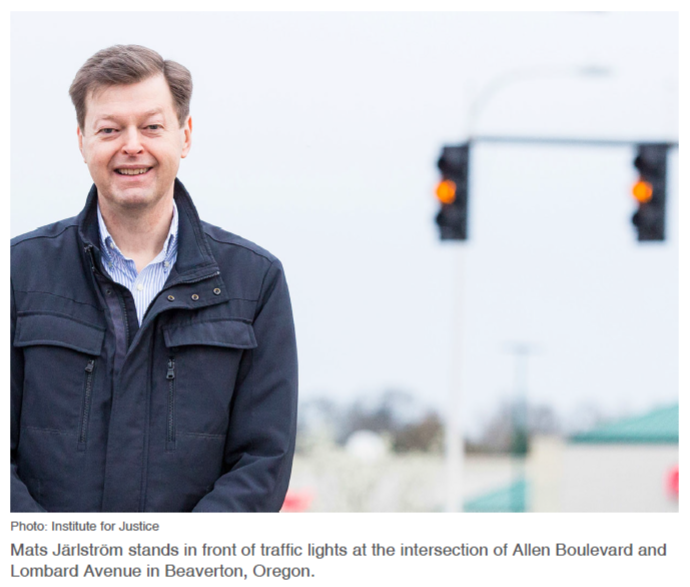 Photo: Institute for Justice
Mats Järlström stands in front of traffic lights at the intersection of Allen Boulevard and
Lombard Avenue in Beaverton, Oregon.